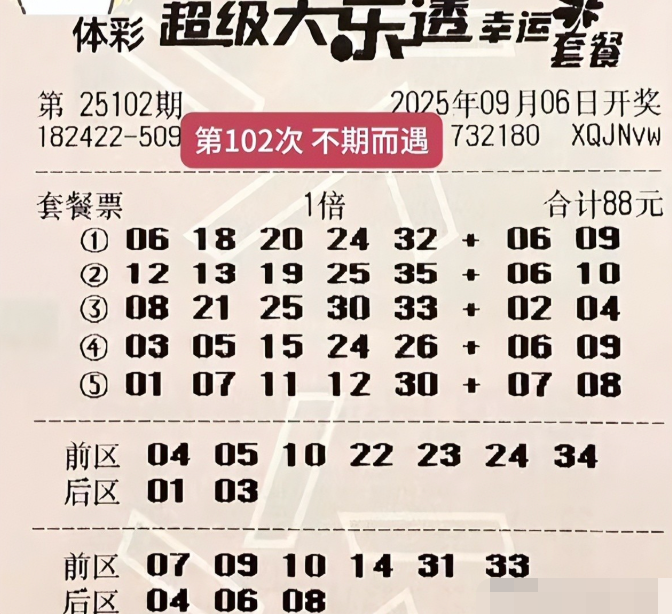 体彩 超级大乐透 幸运 套餐
第 25102期 2025年09月06日开奖
182422-509 第102次 不期而遇 732180 XQJNvw
套餐票 1倍 合计88元
① 06 18 20 24 32 + 06 09
② 12 13 19 25 35 + 06 10
③ 08 21 25 30 33 + 02 04
④ 03 05 15 24 26 + 06 09
⑤ 01 07 11 12 30 + 07 08
前区 04 05 10 22 23 24 34
后区 01 03
前区 07 09 10 14 31 33
后区 04 06 08